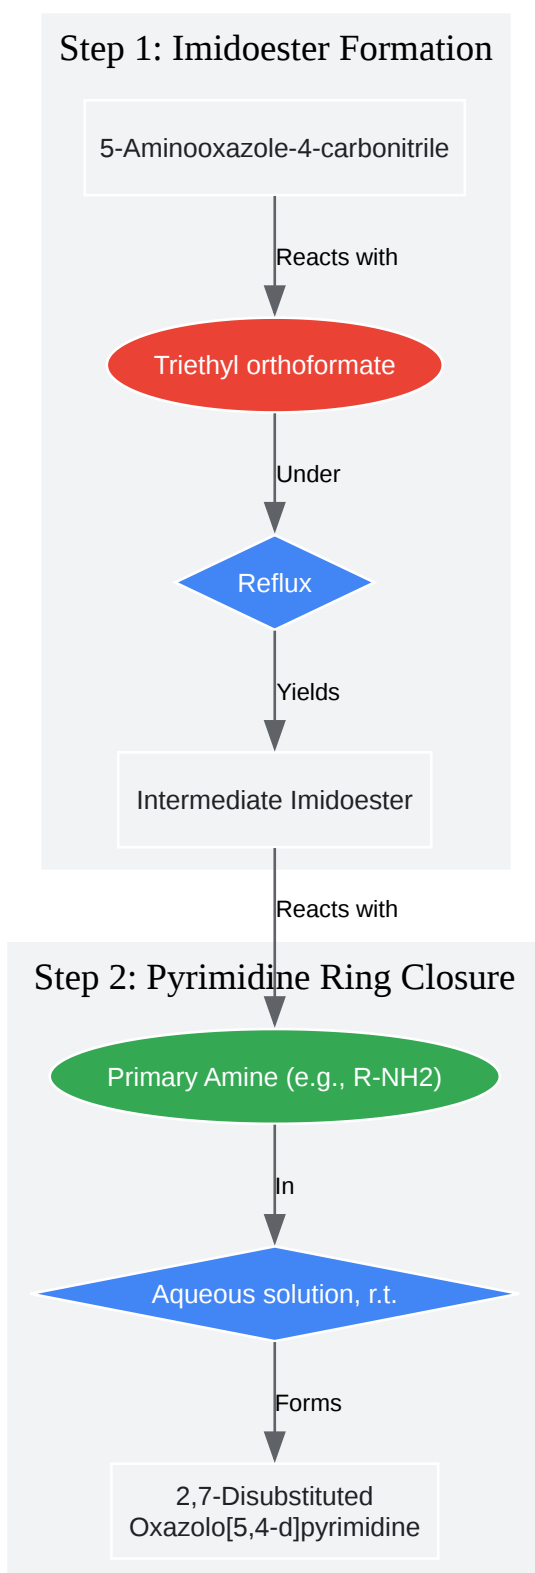 Step 1: Imidoester Formation
5-Aminooxazole-4-carbonitrile
Reacts with
Triethyl orthoformate
Under
Reflux
Yields
Intermediate Imidoester
Reacts with
Step 2: Pyrimidine Ring Closure
Primary Amine (e.g., R-NH2)
In
Aqueous solution, r.t.
Forms
2,7-Disubstituted
Oxazolo[5,4-d]pyrimidine